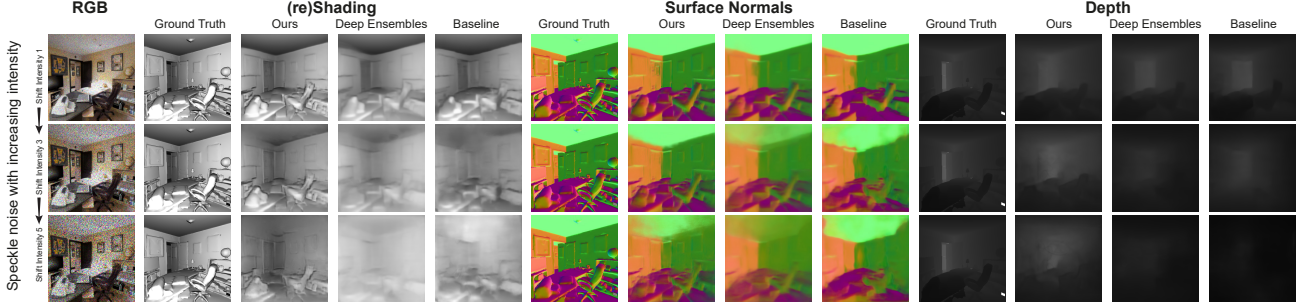 RGB
(re)Shading
Surface Normals
Depth
Ground Truth
Ours
Deep Ensembles
Baseline
Ground Truth
Ours
Deep Ensembles
Baseline
Ground Truth
Ours
Deep Ensembles
Baseline
Speckle noise with increasing intensity
Shift Intensity 1
Shift Intensity 3
Shift Intensity 5